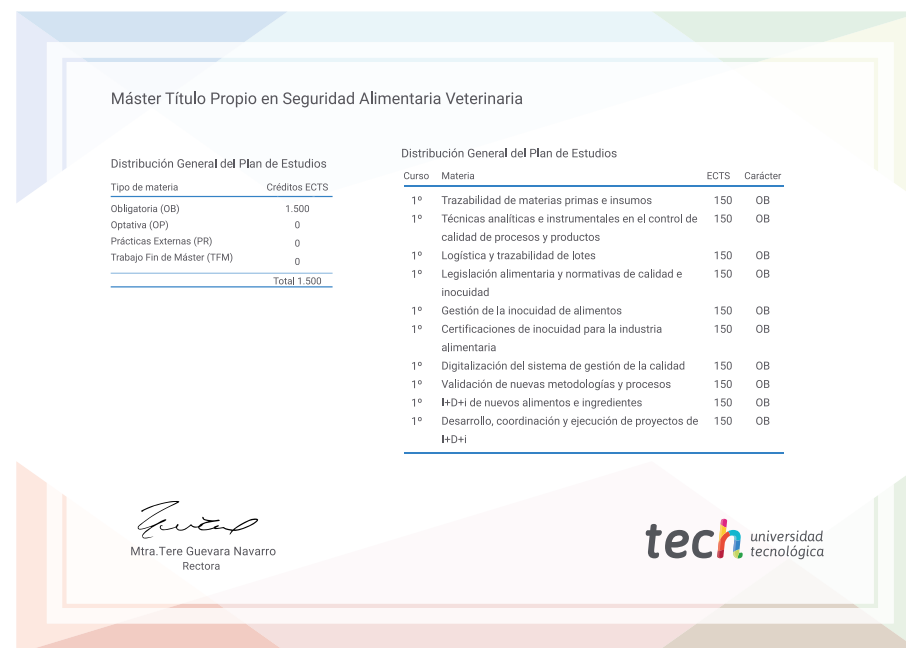 Máster Título Propio en Seguridad Alimentaria Veterinaria
Distribución General del Plan de Estudios
Tipo de materia Créditos ECTS
Obligatoria (OB) 1.500
Optativa (OP) 0
Prácticas Externas (PR) 0
Trabajo Fin de Máster (TFM) 0
Total 1.500
Distribución General del Plan de Estudios
Curso Materia ECTS Carácter
1º Trazabilidad de materias primas e insumos 150 OB
1º Técnicas analíticas e instrumentales en el control de 150 OB
calidad de procesos y productos
1º Logística y trazabilidad de lotes 150 OB
1º Legislación alimentaria y normativas de calidad e 150 OB
inocuidad
1º Gestión de la inocuidad de alimentos 150 OB
1º Certificaciones de inocuidad para la industria 150 OB
alimentaria
1º Digitalización del sistema de gestión de la calidad 150 OB
1º Validación de nuevas metodologías y procesos 150 OB
1º I+D+i de nuevos alimentos e ingredientes 150 OB
1º Desarrollo, coordinación y ejecución de proyectos de 150 OB
I+D+i
Mtra.Tere Guevara Navarro
Rectora
tech universidad
tecnológica